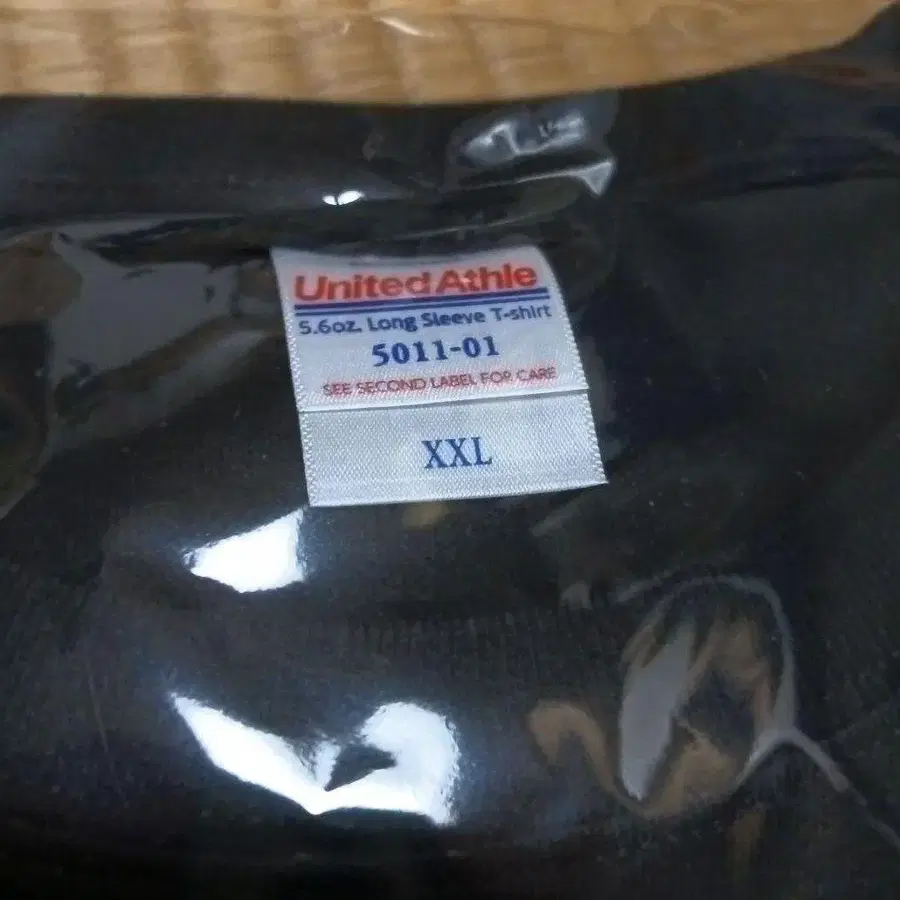 United Athle
5.6oz. Long Sleeve T-shirt
5011-01
SEE SECOND LABEL FOR CARE
XXL